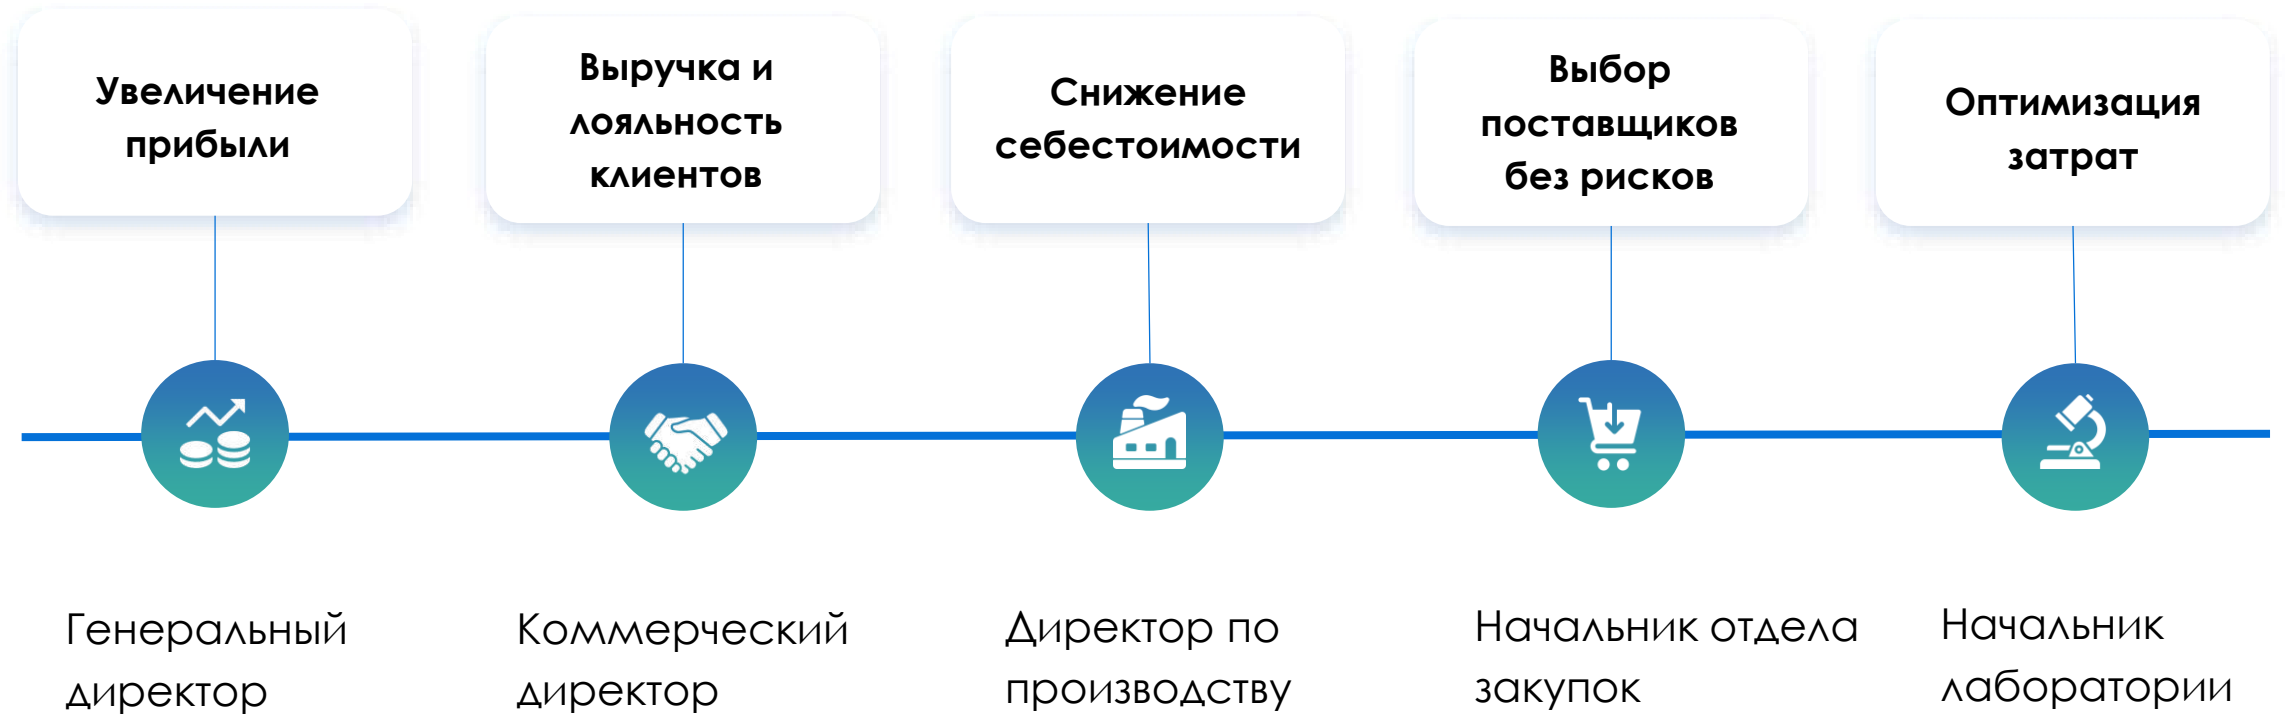 Увеличение
прибыли
Выручка и
лояльность
клиентов
Снижение
себестоимости
Выбор
поставщиков
без рисков
Оптимизация
затрат
Генеральный
директор
Коммерческий
директор
Директор по
производству
Начальник отдела
закупок
Начальник
лаборатории